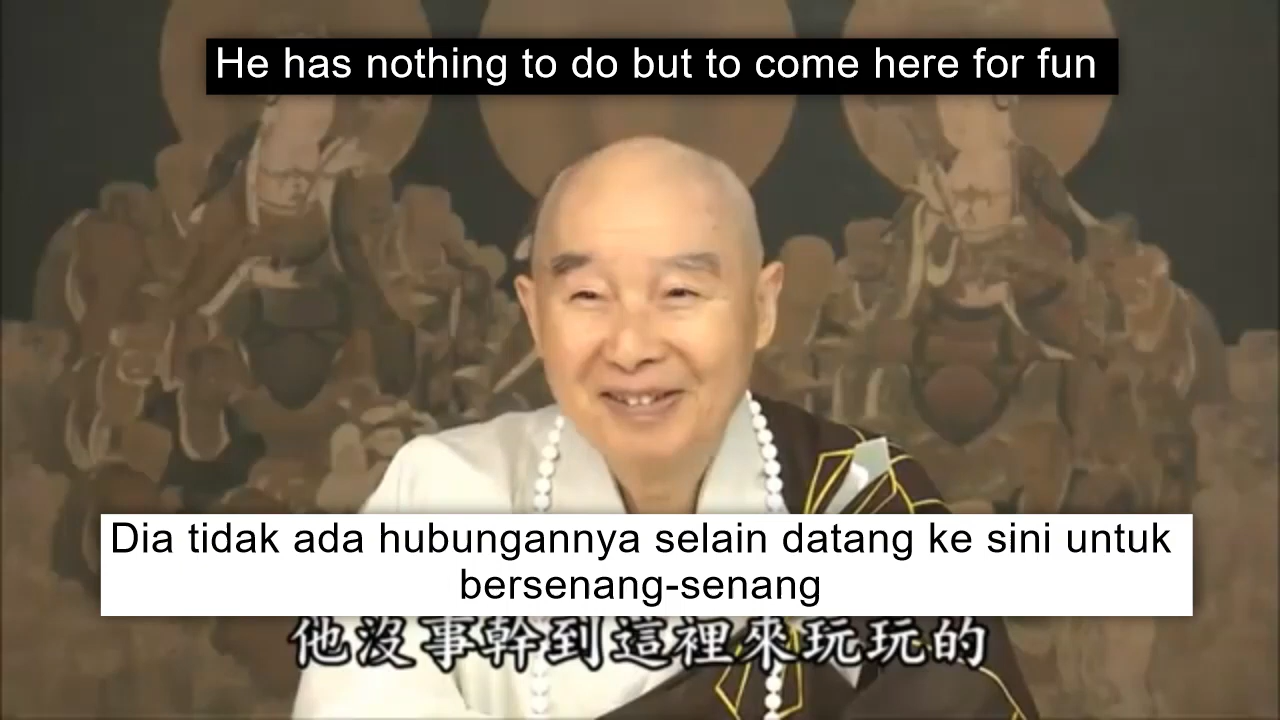 He has nothing to do but to come here for fun
Dia tidak ada hubungannya selain datang ke sini untuk
bersenang-senang
他沒事幹到這裡來玩玩的